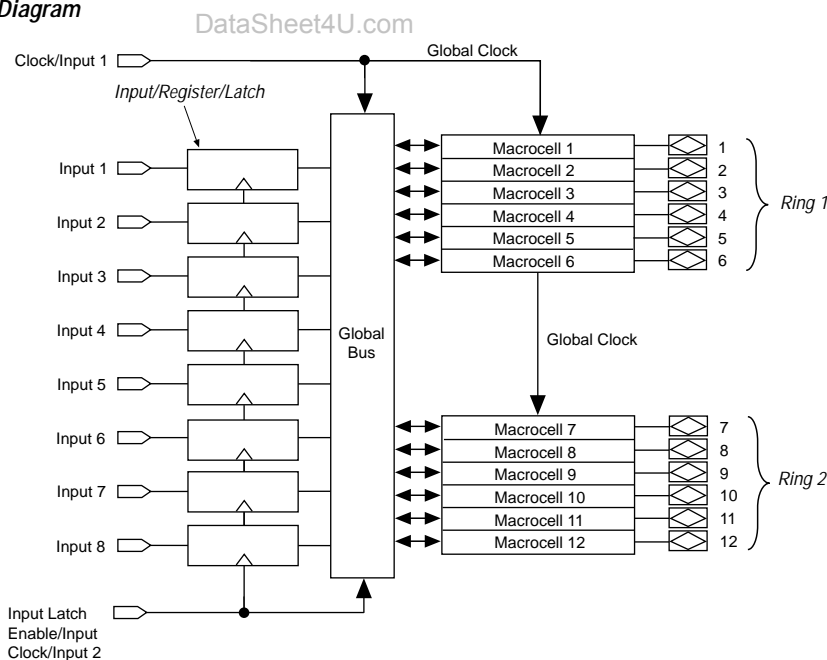 Diagram
DataSheet4U.com
Clock/Input 1
Global Clock
Input/Register/Latch
Input 1
Input 2
Input 3
Input 4
Input 5
Input 6
Input 7
Input 8
Input Latch
Enable/Input
Clock/Input 2
Global
Bus
Macrocell 1
Macrocell 2
Macrocell 3
Macrocell 4
Macrocell 5
Macrocell 6
1
2
3
4
5
6
Ring 1
Global Clock
Macrocell 7
Macrocell 8
Macrocell 9
Macrocell 10
Macrocell 11
Macrocell 12
7
8
9
10
11
12
Ring 2